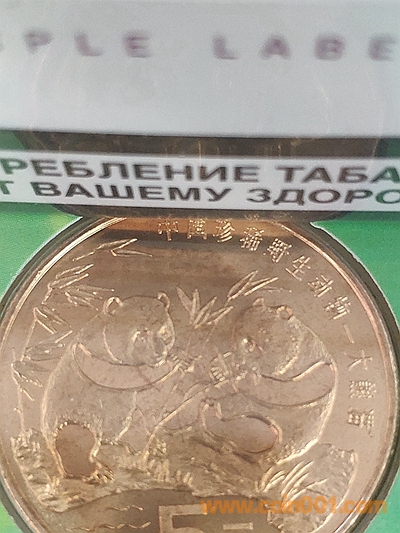 PLE LABE
РЕБЛЕНИЕ ТАБА
Т ВАШЕМУ ЗДОРО
中国珍稀野生动物—大熊猫
5
www.coin001.com